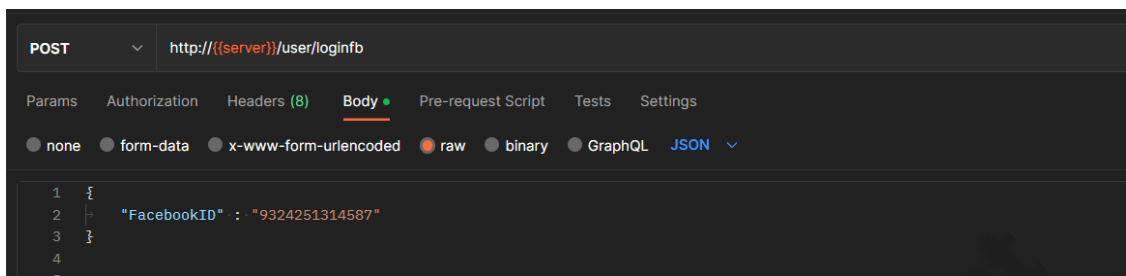 POST http://{{server}}/user/loginfb
Params Authorization Headers (8) Body Pre-request Script Tests Settings
none form-data x-www-form-urlencoded raw binary GraphQL JSON
1 {
2 "FacebookID" : "9324251314587"
3 }
4